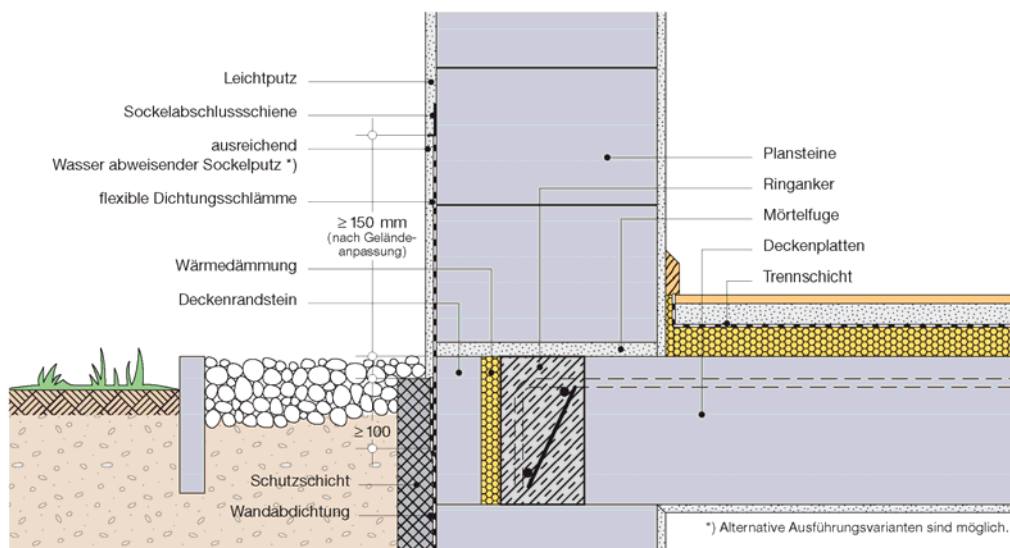 Leichtputz
Sockelabschlussschiene
ausreichend
Wasser abweisender Sockelputz *)
flexible Dichtungsschlämme
≥ 150 mm
(nach Gelände-
anpassung)
Wärmedämmung
Deckenrandstein
≥100
Schutzschicht
Wandabdichtung
Plansteine
Ringanker
Mörtelfuge
Deckenplatten
Trennschicht
*) Alternative Ausführungsvarianten sind möglich.